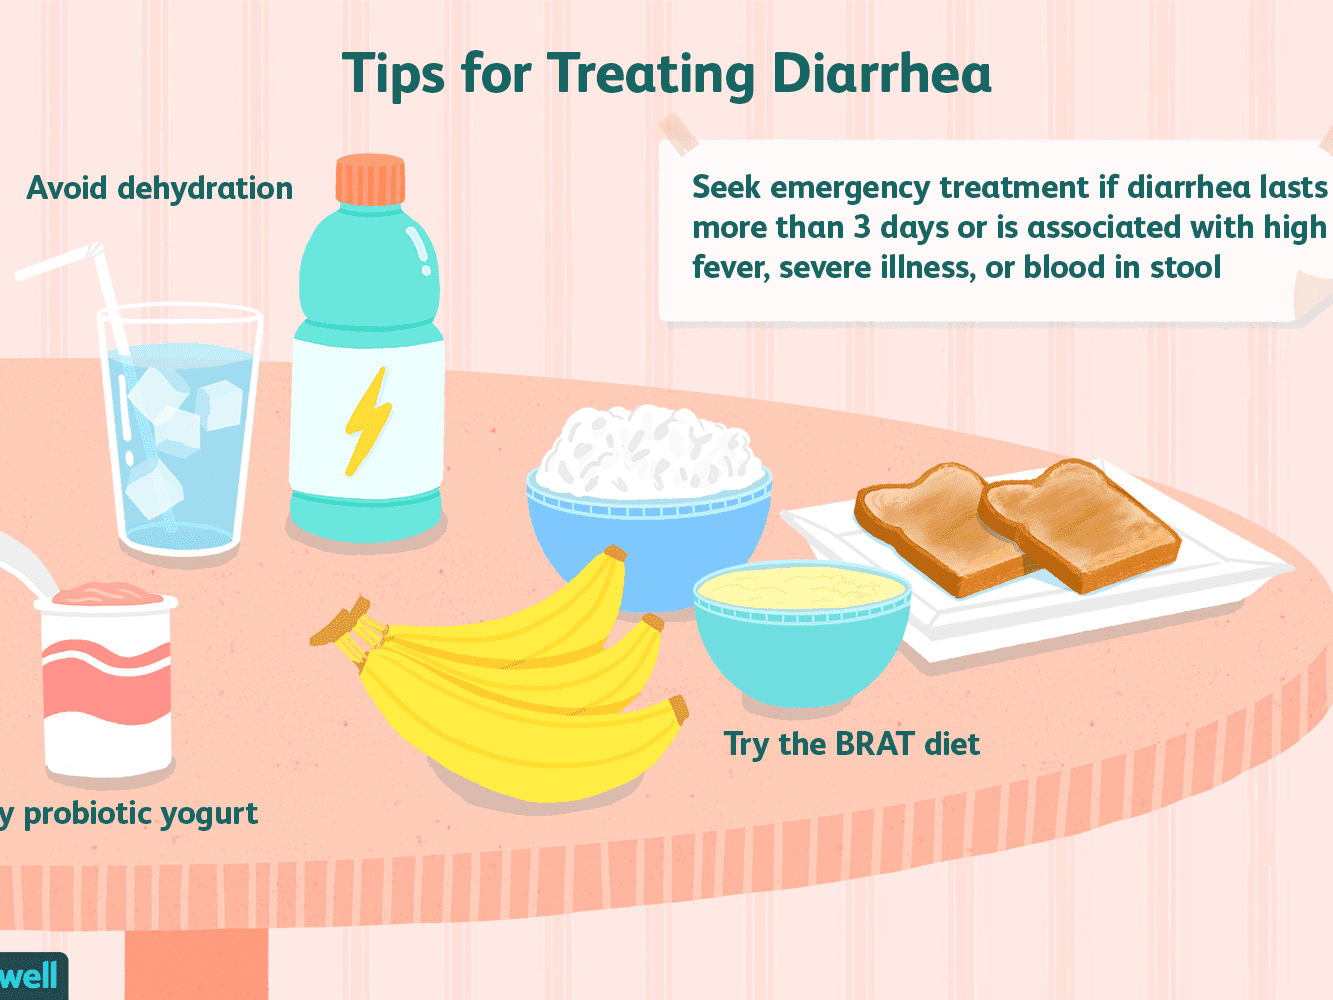 Tips for Treating Diarrhea
Avoid dehydration
Seek emergency treatment if diarrhea lasts
more than 3 days or is associated with high
fever, severe illness, or blood in stool
Try the BRAT diet
y probiotic yogurt
well